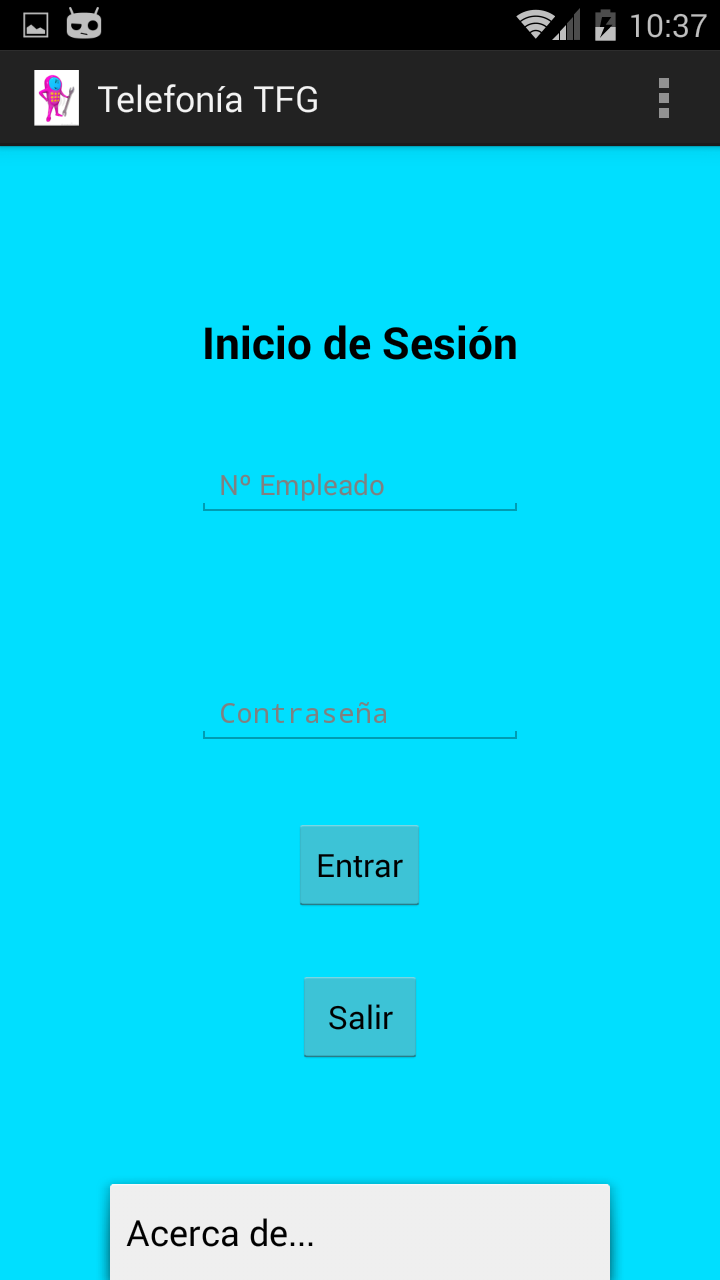 10:37
Telefonía TFG
Inicio de Sesión
Nº Empleado
Contraseña
Entrar
Salir
Acerca de...